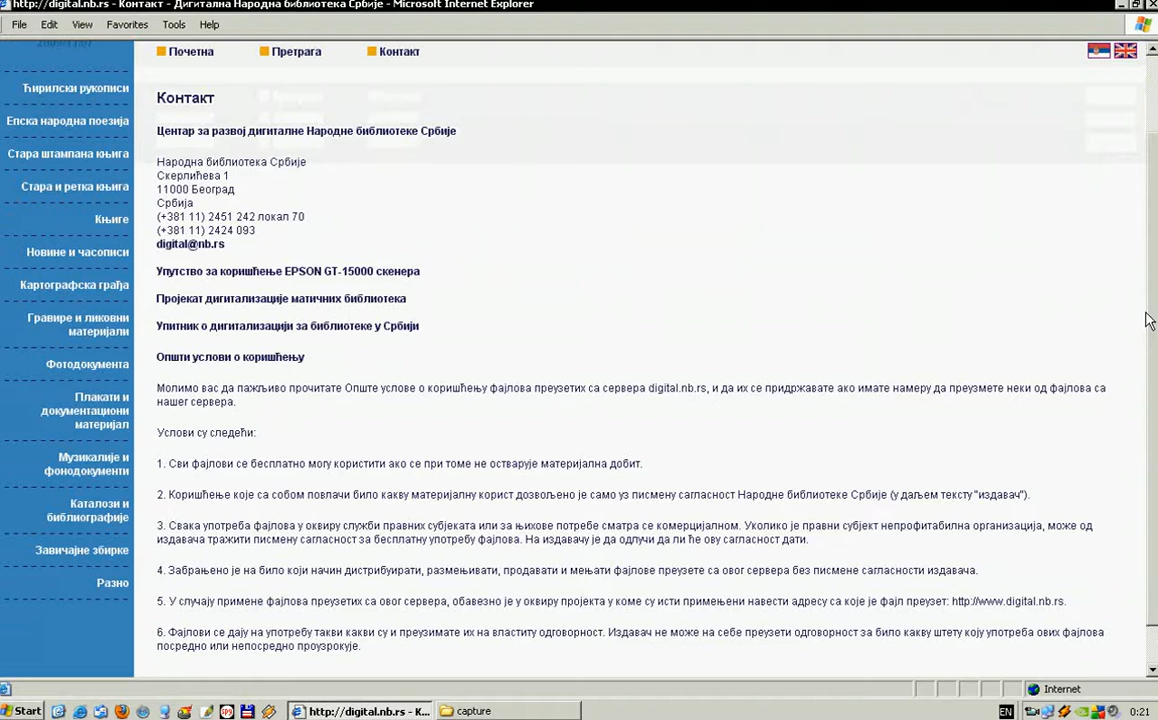 http://digital.nb.rs - Контакт - Дигитална Народна библиотека Србије - Microsoft Internet Explorer
File Edit View Favorites Tools Help
Почетна Претрага Контакт
Ћирилски рукописи
Епска народна поезија
Стара штампана књига
Стара и ретка књига
Књиге
Новине и часописи
Картографска грађа
Гравире и ликовни
материјали
Фотодокумента
Плакати и
документациони
материјал
Музикалије и
фонодокументи
Каталози и
библиографије
Завичајне збирке
Разно
Контакт
Центар за развој дигиталне Народне библиотеке Србије
Народна библиотека Србије
Скерлићева 1
11000 Београд
Србија
(+381 11) 2451 242 локал 70
(+381 11) 2424 093
digital@nb.rs
Упутство за коришћење EPSON GT-15000 скенера
Пројекат дигитализације матичних библиотека
Упитник о дигитализацији за библиотеке у Србији
Општи услови о коришћењу
Молимо вас да пажљиво прочитате Опште услове о коришћењу фајлова преузетих са сервера digital.nb.rs, и да их се придржавате ако имате намеру да преузмете неки од фајлова са
нашег сервера.
Услови су следећи:
1. Сви фајлови се бесплатно могу користити ако се при томе не остварује материјална добит.
2. Коришћење које са собом повлачи било какву материјалну корист дозвољено је само уз писмену сагласност Народне библиотеке Србије (у даљем тексту "издавач").
3. Свака употреба фајлова у оквиру служби правних субјеката или за њихове потребе сматра се комерцијалном. Уколико је правни субјект непрофитабилна организација, може од
издавача тражити писмену сагласност за бесплатну употребу фајлова. На издавачу је да одлучи да ли ће ову сагласност дати.
4. Забрањено је на било који начин дистрибуирати, размењивати, продавати и мењати фајлове преузете са овог сервера без писмене сагласности издавача.
5. У случају примене фајлова преузетих са овог сервера, обавезно је у оквиру пројекта у коме су исти примењени навести адресу са које је фајл преузет: http://www.digital.nb.rs.
6. Фајлови се дају на употребу такви какви су и преузимате их на властиту одговорност. Издавач не може на себе преузети одговорност за било какву штету коју употреба ових фајлова
посредно или непосредно проузрокује.
Internet
Start http://digital.nb.rs - К... capture EN 0:21